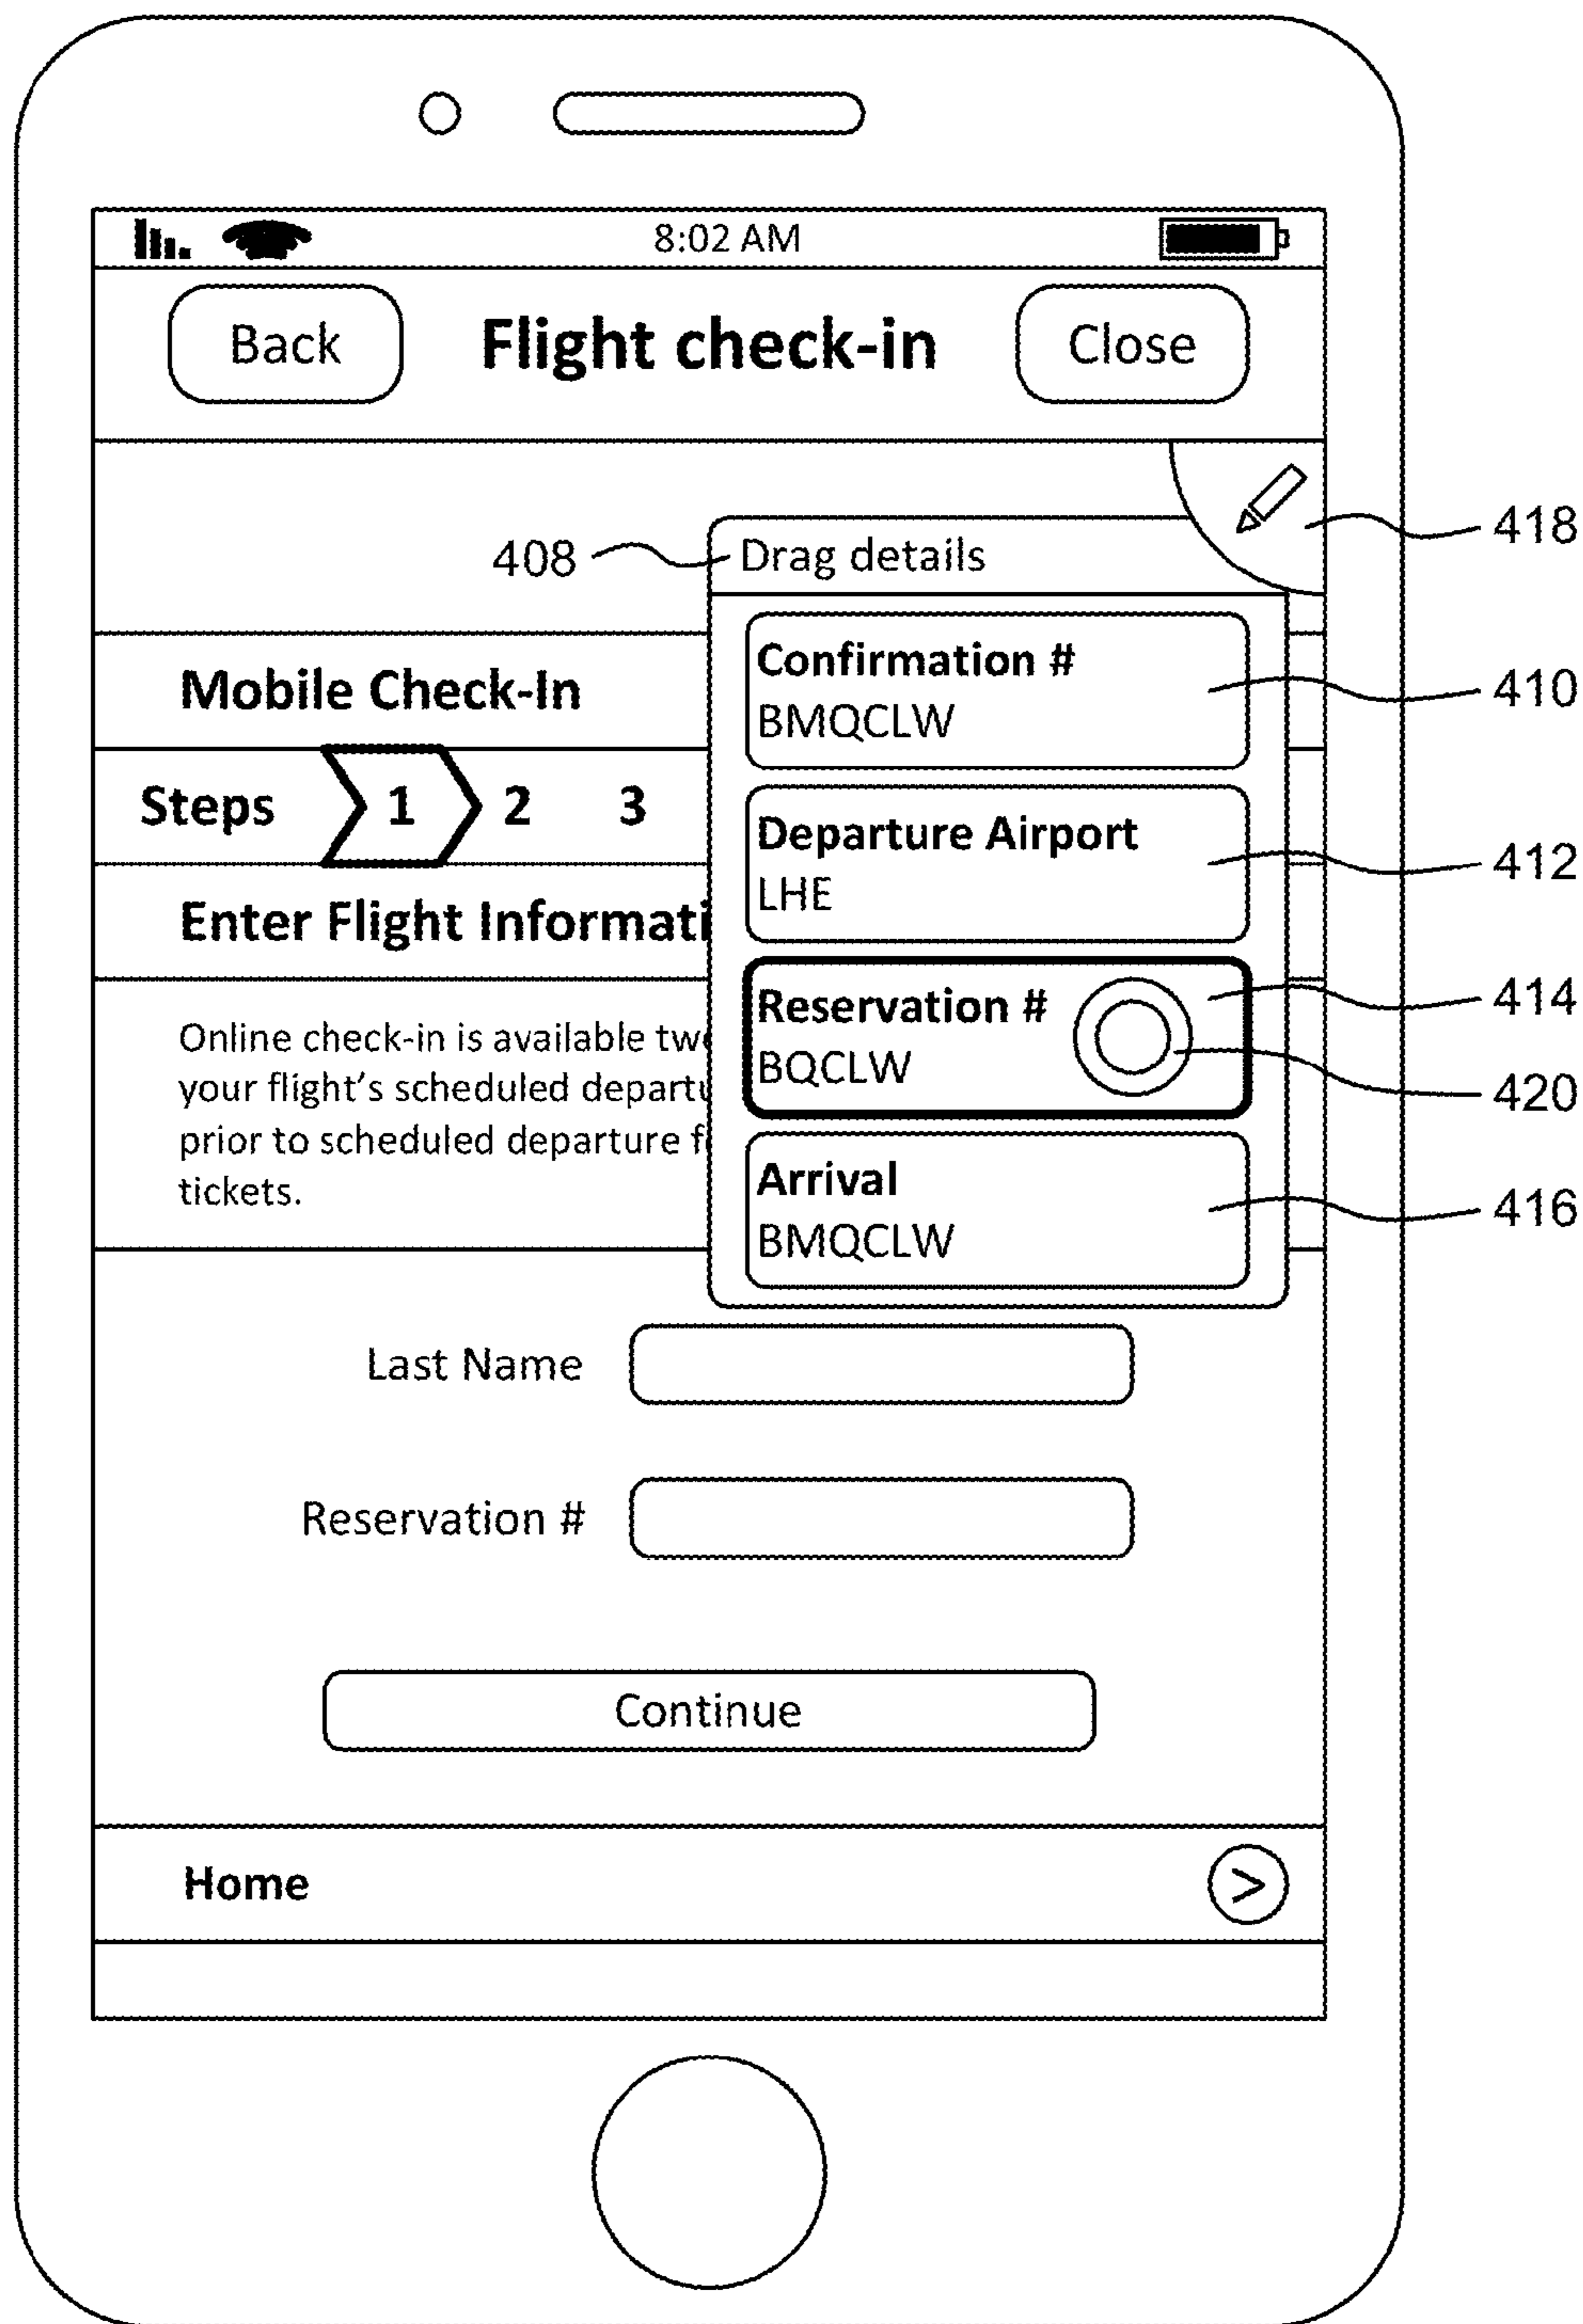 8:02 AM
Back
Flight check-in
Close
418
408
Drag details
Confirmation #
BMQCLW
410
Mobile Check-In
Steps 1 2 3
Departure Airport
LHE
412
Enter Flight Informati
Reservation #
BQCLW
414
420
Online check-in is available
your flight's scheduled
prior to scheduled departure
tickets.
Arrival
BMQCLW
416
Last Name
Reservation #
Continue
Home
>